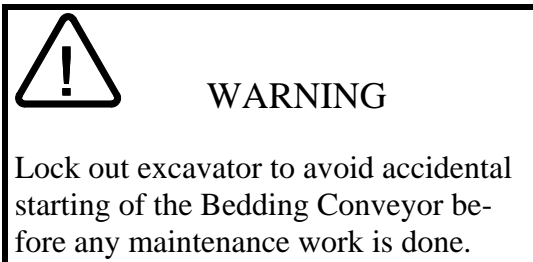 WARNING
Lock out excavator to avoid accidental
starting of the Bedding Conveyor be-
fore any maintenance work is done.